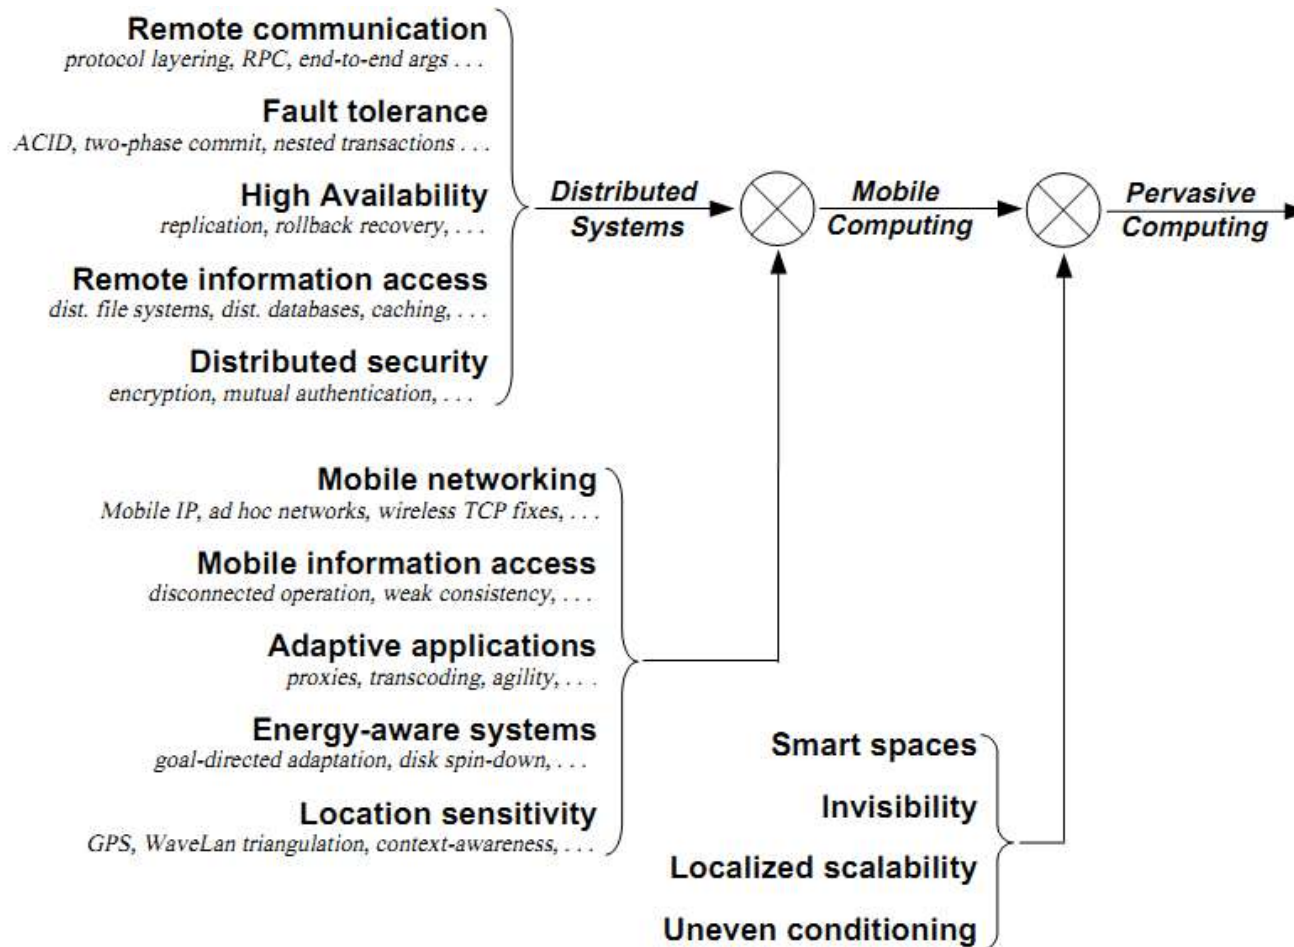 Remote communication
protocol layering, RPC, end-to-end args . . .
Fault tolerance
ACID, two-phase commit, nested transactions . . .
High Availability
replication, rollback recovery, . . .
Remote information access
dist. file systems, dist. databases, caching, . . .
Distributed security
encryption, mutual authentication, . . .
Distributed
Systems
Mobile
Computing
Pervasive
Computing
Mobile networking
Mobile IP, ad hoc networks, wireless TCP fixes, . . .
Mobile information access
disconnected operation, weak consistency, . . .
Adaptive applications
proxies, transcoding, agility, . . .
Energy-aware systems
goal-directed adaptation, disk spin-down, . . .
Location sensitivity
GPS, WaveLan triangulation, context-awareness, . . .
Smart spaces
Invisibility
Localized scalability
Uneven conditioning